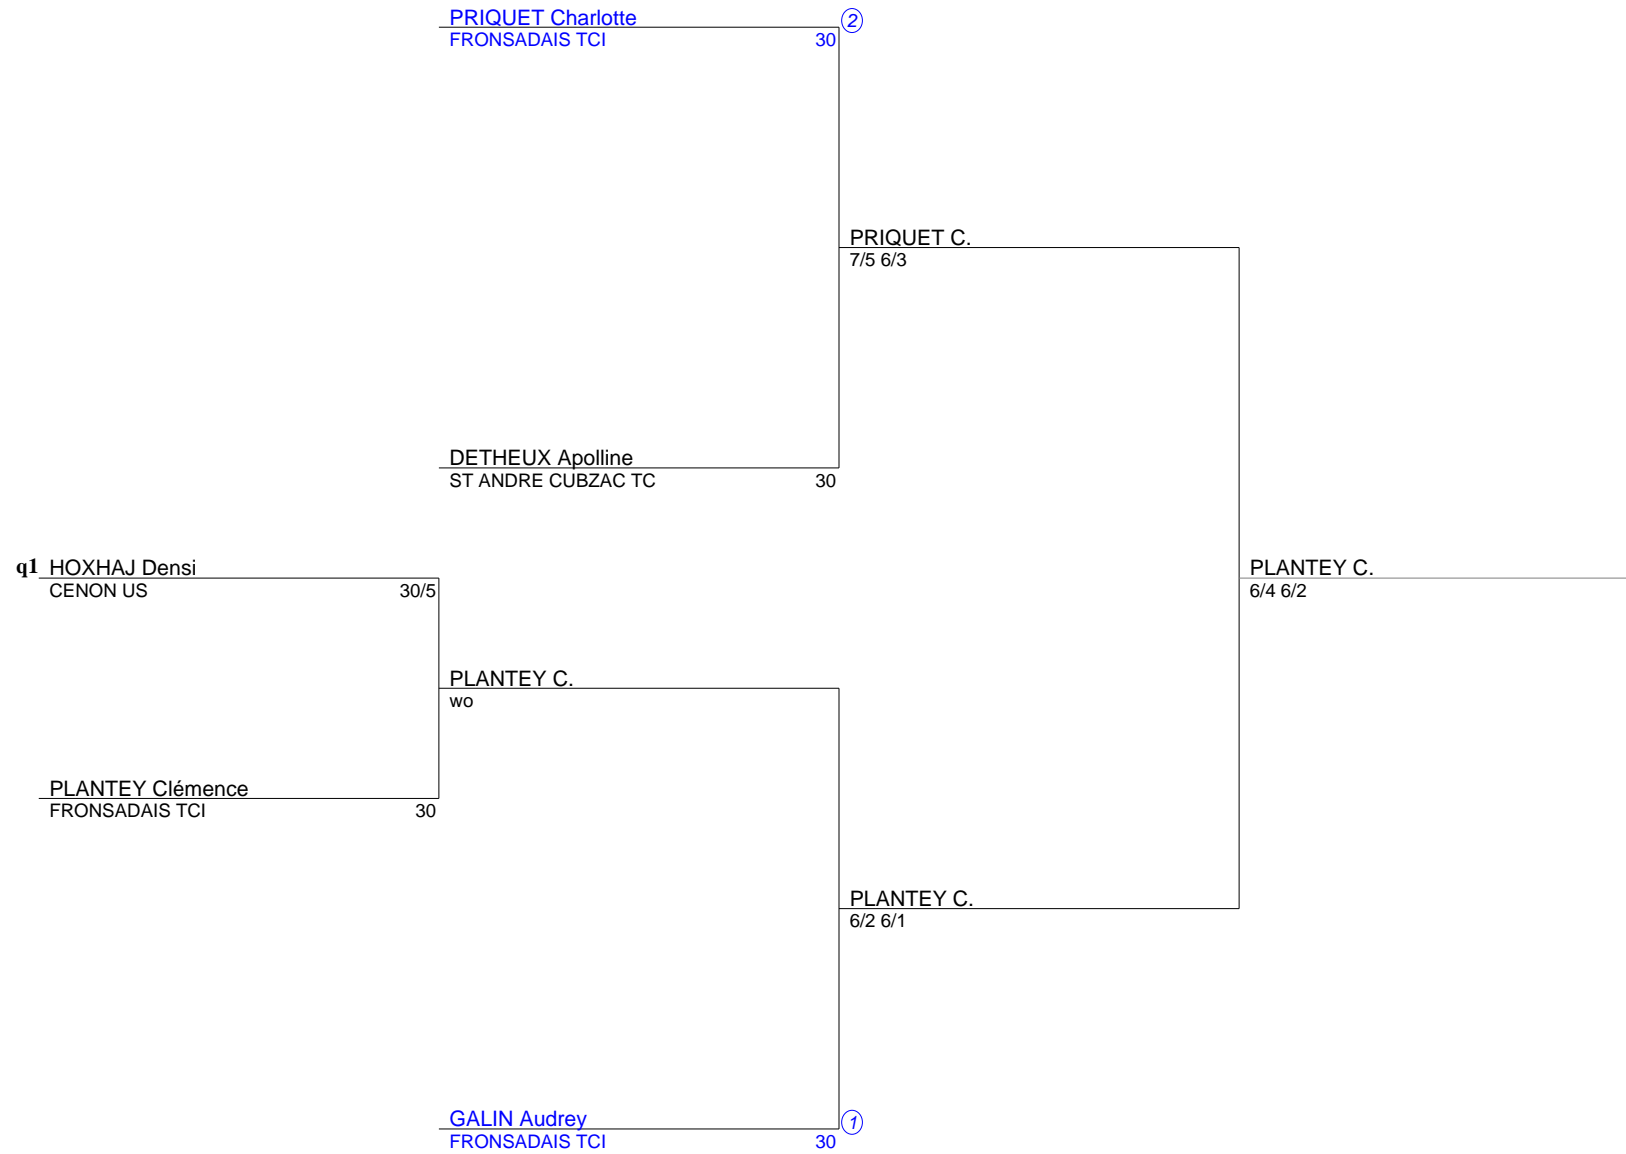 PRIQUET Charlotte 2
FRONSADAIS TCI 30
PRIQUET C.
7/5 6/3
DETHEUX Apolline
ST ANDRE CUBZAC TC 30
q1 HOXHAJ Densi
CENON US 30/5
PLANTEY C.
6/4 6/2
PLANTEY C.
wo
PLANTEY Clémence
FRONSADAIS TCI 30
PLANTEY C.
6/2 6/1
GALIN Audrey 1
FRONSADAIS TCI 30